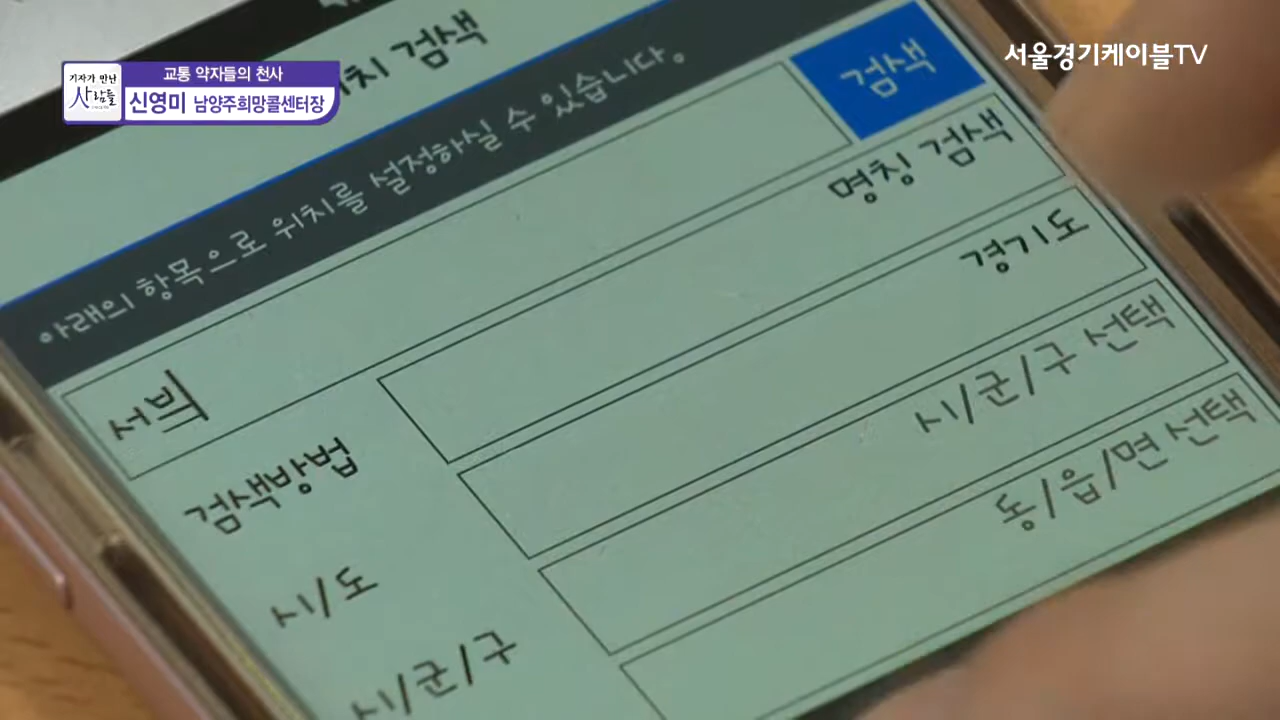 기자가 만난
사람들
교통 약자들의 천사
신영미 남양주희망콜센터장
서울경기케이블TV
위치 검색
아래의 항목으로 위치를 설정하실 수 있습니다.
검색
검색방법
명칭 검색
시/도
경기도
시/군/구
시/군/구 선택
동/읍/면 선택